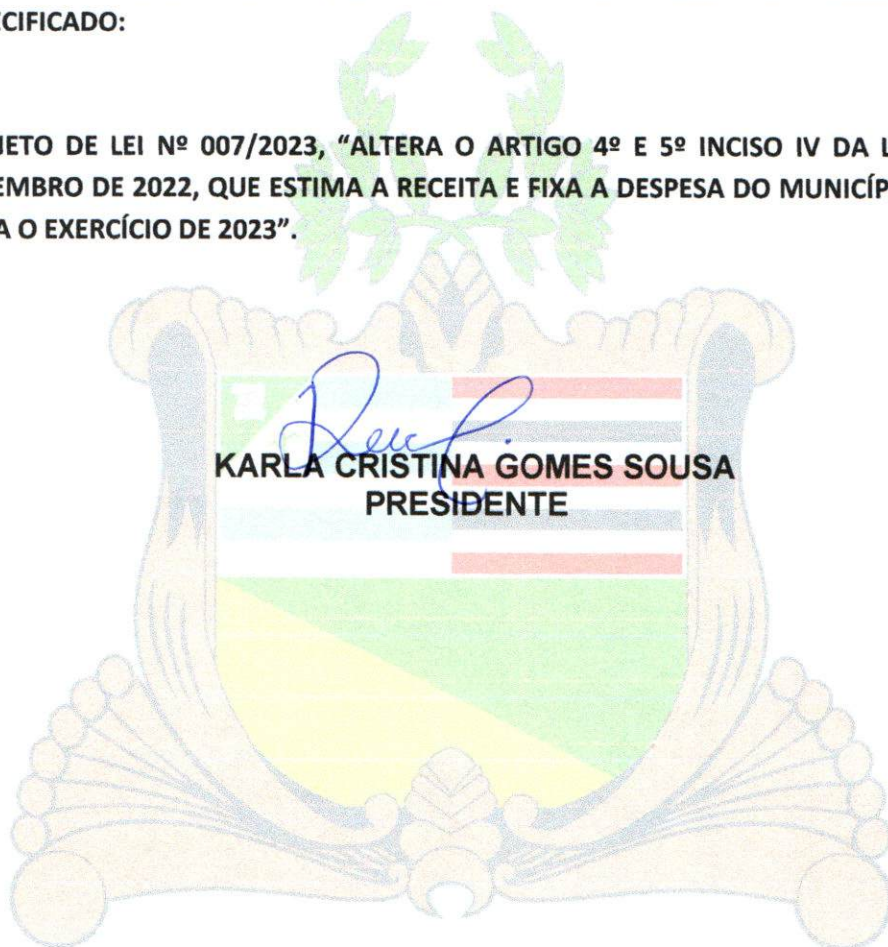 ECIFICADO:
JETO DE LEI Nº 007/2023, “ALTERA O ARTIGO 4º E 5º INCISO IV DA L
EMBRO DE 2022, QUE ESTIMA A RECEITA E FIXA A DESPESA DO MUNICÍP
A O EXERCÍCIO DE 2023”.
KARLA CRISTINA GOMES SOUSA
PRESIDENTE